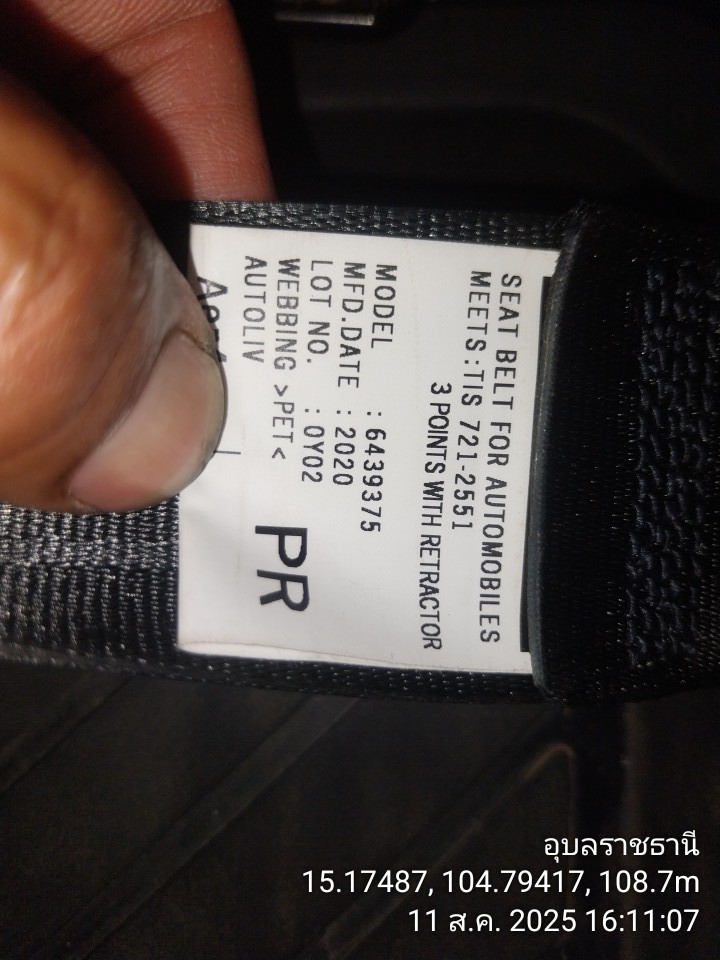 SEAT BELT FOR AUTOMOBILES
MEETS:TIS 721-2551
3 POINTS WITH RETRACTOR
MODEL : 6439375
MFD.DATE : 2020
LOT NO. : 0Y02
WEBBING >PET<
AUTOLIV
PR
อุบลราชธานี
15.17487, 104.79417, 108.7m
11 ส.ค. 2025 16:11:07